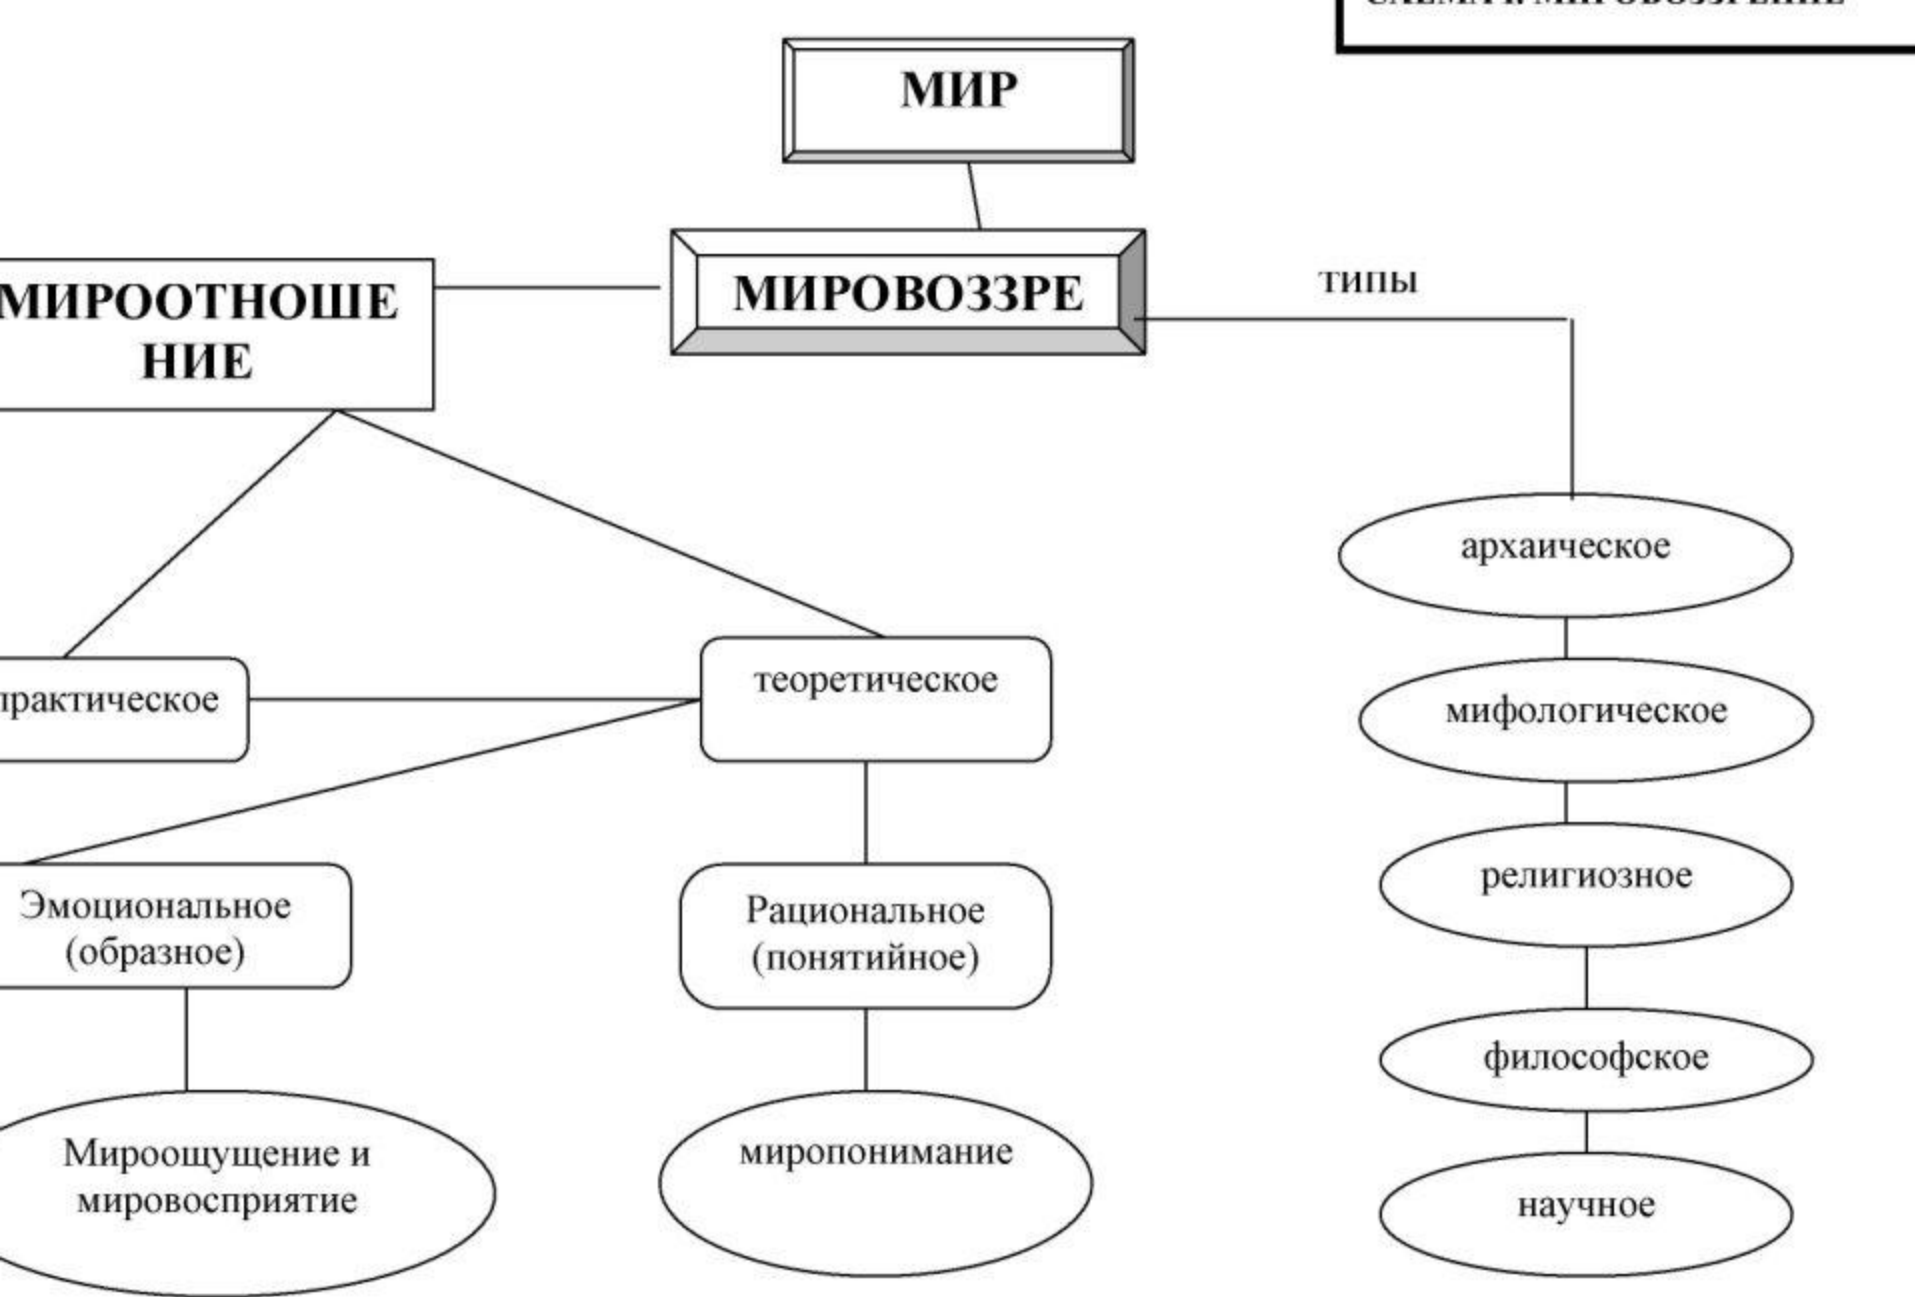 МИР
МИРОВОЗЗРЕ
ТИПЫ
МИРООТНОШЕ
НИЕ
архаическое
практическое
теоретическое
мифологическое
Эмоциональное
(образное)
Рациональное
(понятийное)
религиозное
философское
Мироощущение и
мировосприятие
миропонимание
научное